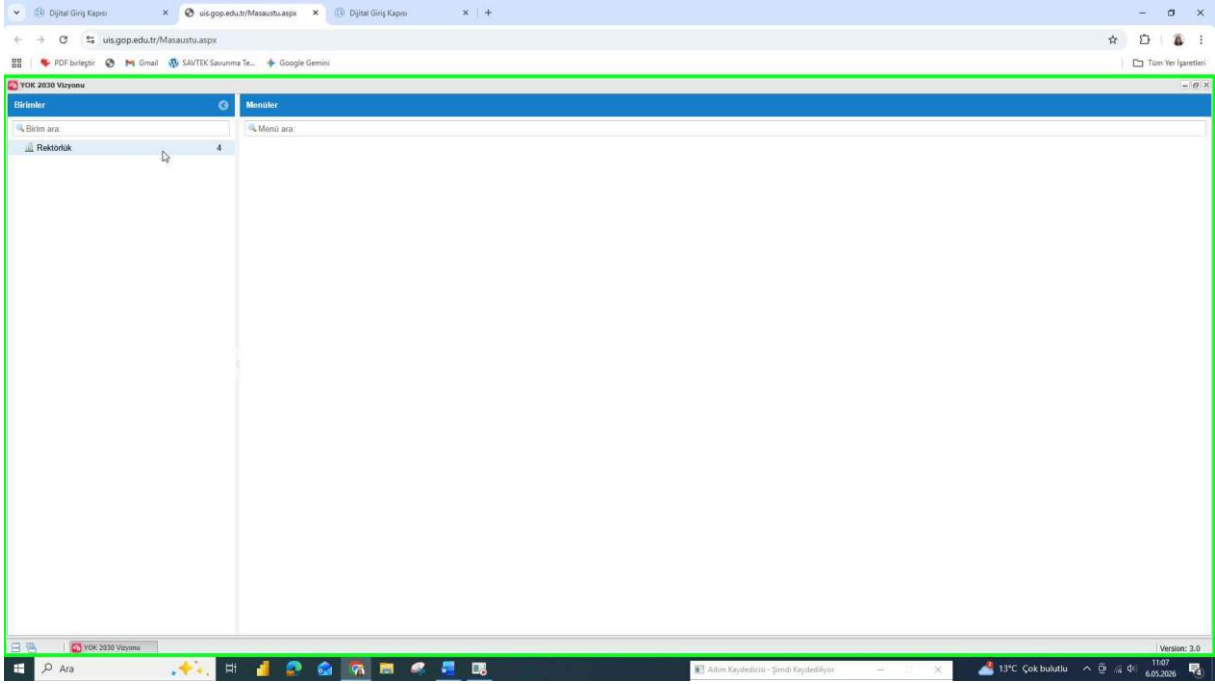 Dijital Giriş Kapısı
uis.gop.edu.tr/Masaustu.aspx
Dijital Giriş Kapısı
uis.gop.edu.tr/Masaustu.aspx
PDF birleştir
Gmail
SAVTEK Savunma Te...
Google Gemini
Tüm Yer İşaretleri
YOK 2030 Vizyonu
Birimler
Menüler
Birim ara:
Menü ara:
Rektörlük 4
YOK 2030 Vizyonu
Version: 3.0
Ara
Adım Kaydedicisi - Şimdi Kaydediliyor
13°C Çok bulutlu
11:07
6.05.2026